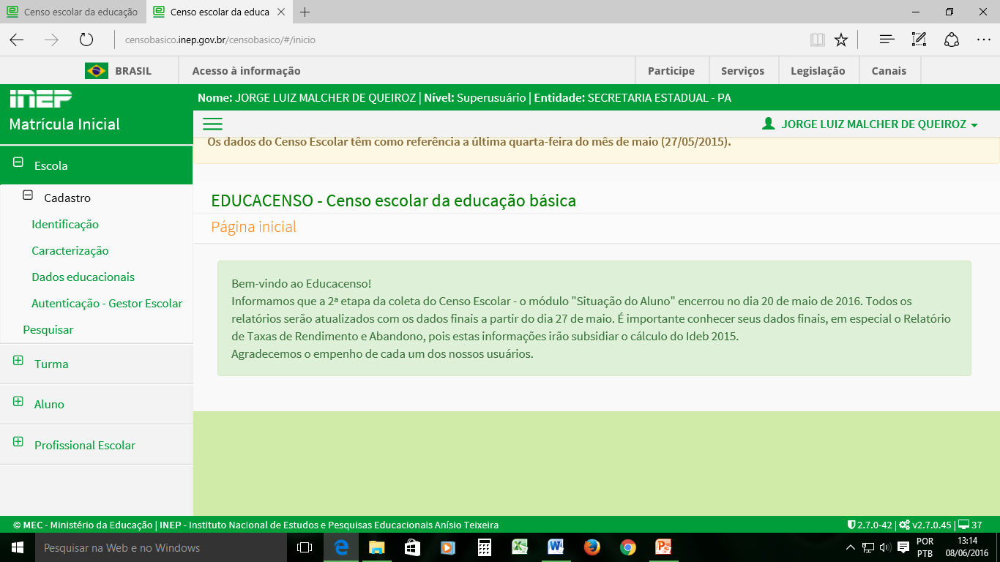 Censo escolar da educação
Censo escolar da educa
censobasico.inep.gov.br/censobasico/#/inicio
BRASIL
Acesso à informação
Participe
Serviços
Legislação
Canais
inep
Matrícula Inicial
Nome: JORGE LUIZ MALCHER DE QUEIROZ | Nível: Superusuário | Entidade: SECRETARIA ESTADUAL - PA
JORGE LUIZ MALCHER DE QUEIROZ
Os dados do Censo Escolar têm como referência a última quarta-feira do mês de maio (27/05/2015).
Escola
Cadastro
Identificação
Caracterização
Dados educacionais
Autenticação - Gestor Escolar
Pesquisar
Turma
Aluno
Profissional Escolar
EDUCACENSO - Censo escolar da educação básica
Página inicial
Bem-vindo ao Educacenso!
Informamos que a 2ª etapa da coleta do Censo Escolar - o módulo "Situação do Aluno" encerrou no dia 20 de maio de 2016. Todos os
relatórios serão atualizados com os dados finais a partir do dia 27 de maio. É importante conhecer seus dados finais, em especial o Relatório
de Taxas de Rendimento e Abandono, pois estas informações irão subsidiar o cálculo do Ideb 2015.
Agradecemos o empenho de cada um dos nossos usuários.
© MEC - Ministério da Educação | INEP - Instituto Nacional de Estudos e Pesquisas Educacionais Anísio Teixeira
2.7.0-42 | v2.7.0.45 | 37
Pesquisar na Web e no Windows
POR
PTB
13:14
08/06/2016